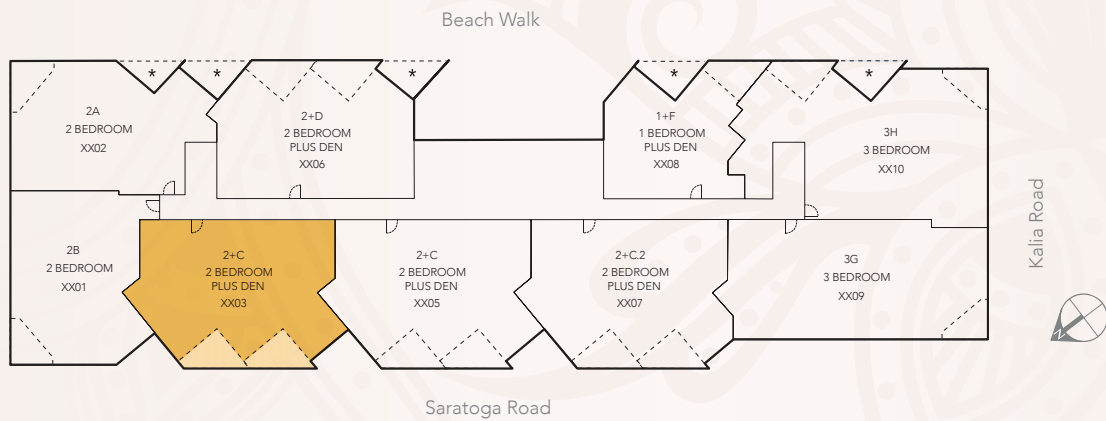 Beach Walk
* * * * *
2A
2 BEDROOM
XX02
2+D
2 BEDROOM
PLUS DEN
XX06
1+F
1 BEDROOM
PLUS DEN
XX08
3H
3 BEDROOM
XX10
2B
2 BEDROOM
XX01
2+C
2 BEDROOM
PLUS DEN
XX03
2+C
2 BEDROOM
PLUS DEN
XX05
2+C.2
2 BEDROOM
PLUS DEN
XX07
3G
3 BEDROOM
XX09
Kalia Road
N
Saratoga Road